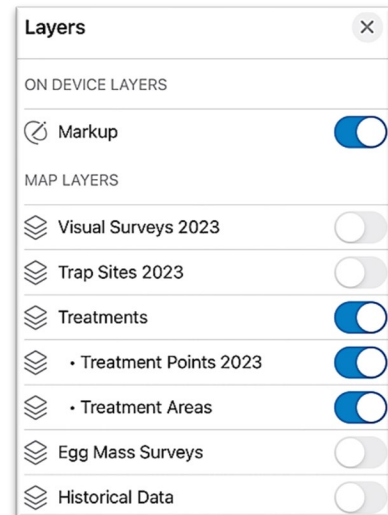 Layers
ON DEVICE LAYERS
Markup
MAP LAYERS
Visual Surveys 2023
Trap Sites 2023
Treatments
• Treatment Points 2023
• Treatment Areas
Egg Mass Surveys
Historical Data